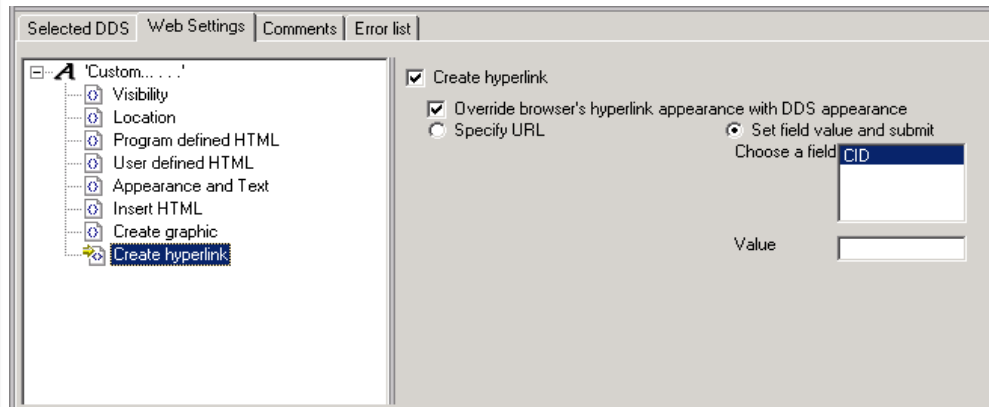 Selected DDS Web Settings Comments Error list
'Custom... . . .'
Visibility
Location
Program defined HTML
User defined HTML
Appearance and Text
Insert HTML
Create graphic
Create hyperlink
Create hyperlink
Override browser's hyperlink appearance with DDS appearance
Specify URL
Set field value and submit
Choose a field CID
Value